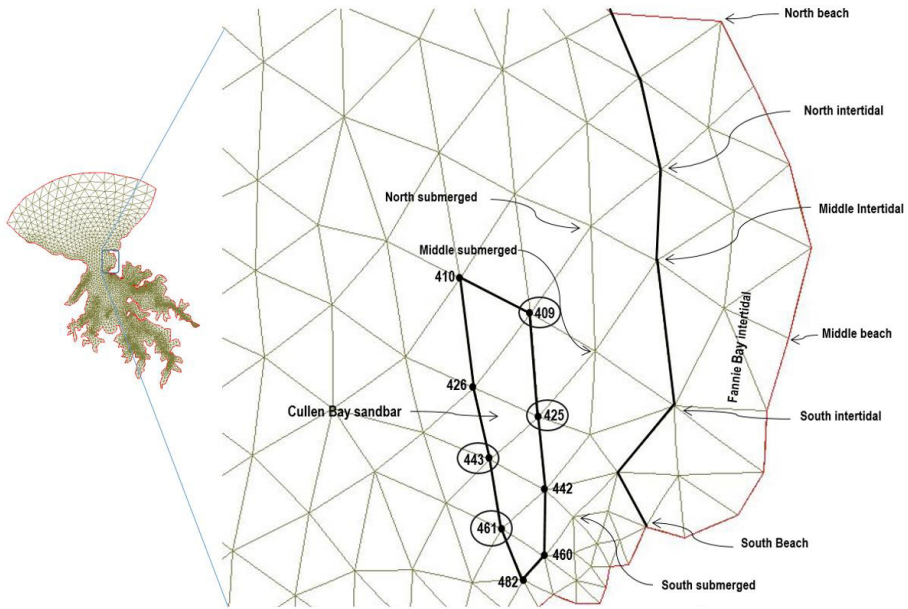 North beach
North intertidal
North submerged
Middle Intertidal
Middle submerged
410
409
Fannie Bay intertidal
Middle beach
426
Cullen Bay sandbar
425
South intertidal
443
442
461
South Beach
460
482
South submerged